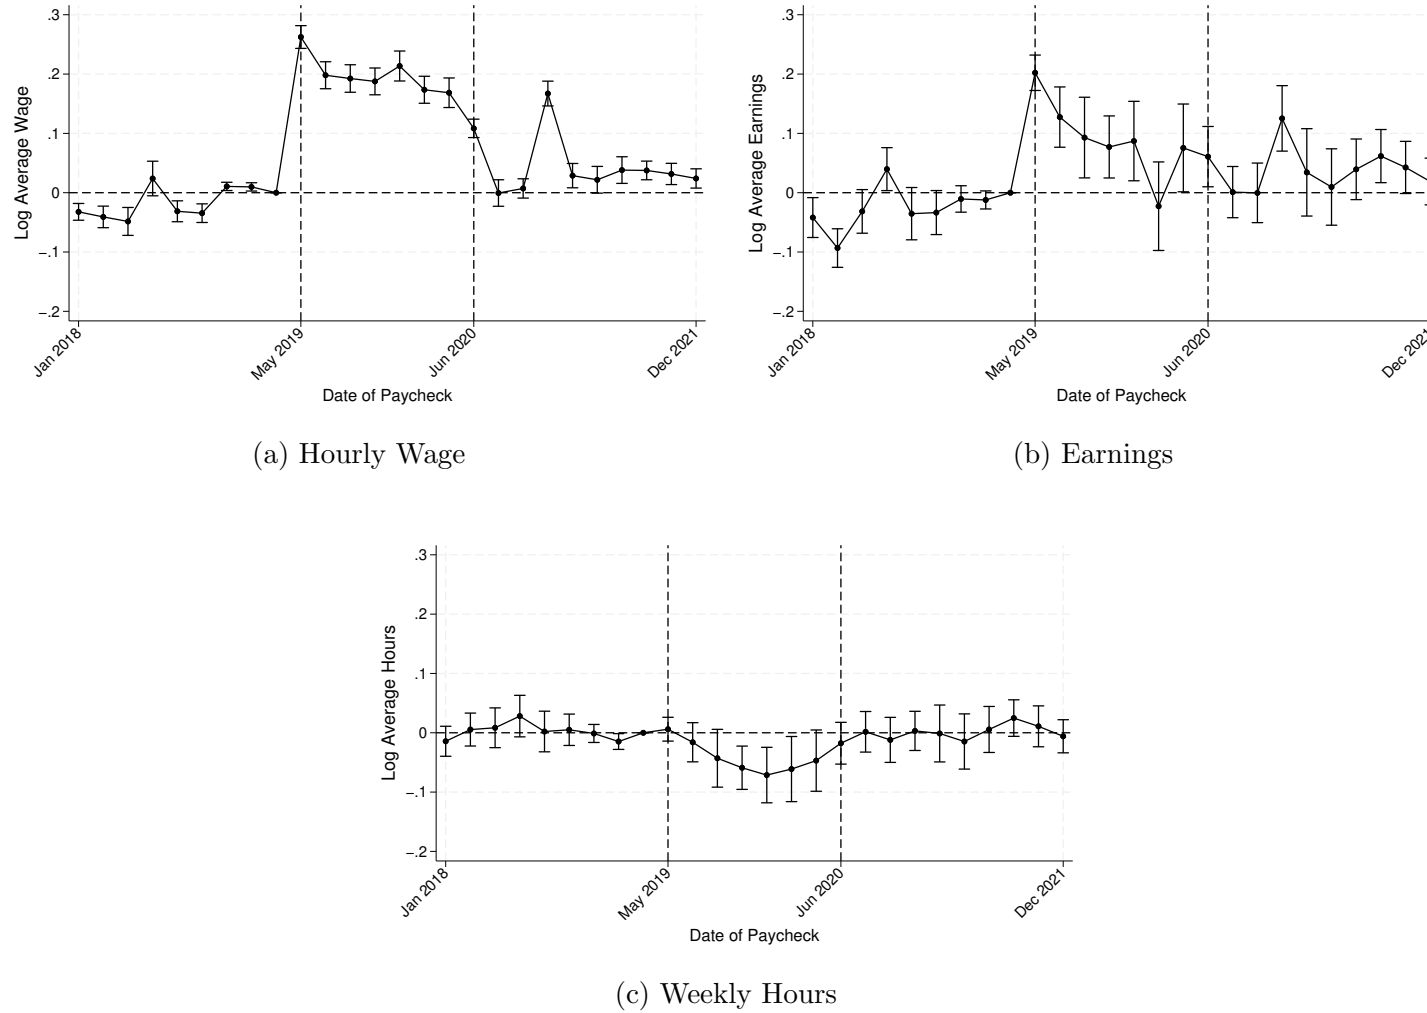 .3
.2
.1
0
−.1
−.2
Log Average Wage
Jan 2018
May 2019
Jun 2020
Dec 2021
Date of Paycheck
(a) Hourly Wage
.3
.2
.1
0
−.1
−.2
Log Average Earnings
Jan 2018
May 2019
Jun 2020
Dec 2021
Date of Paycheck
(b) Earnings
.3
.2
.1
0
−.1
−.2
Log Average Hours
Jan 2018
May 2019
Jun 2020
Dec 2021
Date of Paycheck
(c) Weekly Hours